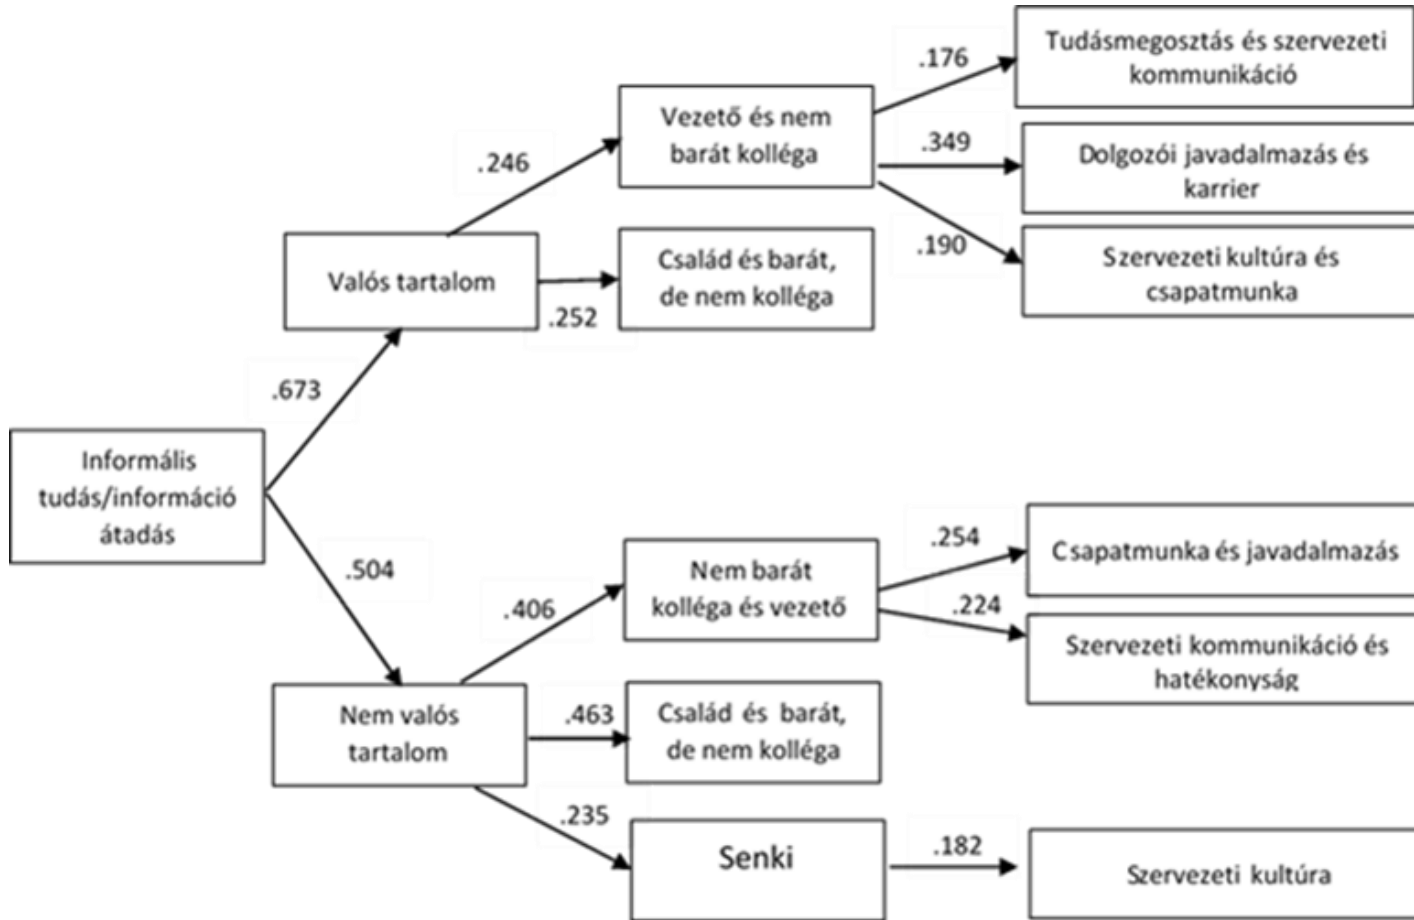 Tudásmegosztás és szervezeti
kommunikáció
.176
Vezető és nem
barát kolléga
.349
Dolgozói javadalmazás és
karrier
.246
.190
Szervezeti kultúra és
csapatmunka
Valós tartalom
Család és barát,
de nem kolléga
.252
.673
Informális
tudás/információ
átadás
.504
Nem barát
kolléga és vezető
.254
Csapatmunka és javadalmazás
.406
.224
Szervezeti kommunikáció és
hatékonyság
Nem valós
tartalom
.463
Család és barát,
de nem kolléga
.235
Senki
.182
Szervezeti kultúra